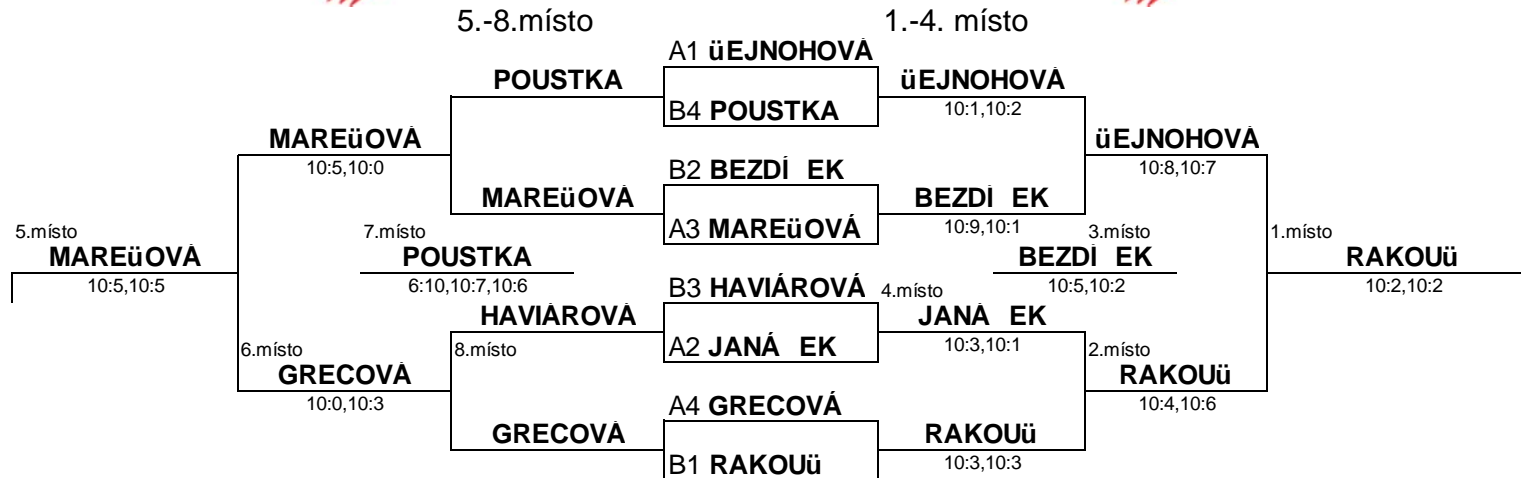 5.-8.místo 1.-4. místo
A1 üEJNOHOVÁ
POUSTKA üEJNOHOVÁ
B4 POUSTKA 10:1,10:2
MAREüOVÁ üEJNOHOVÁ
10:5,10:0 10:8,10:7
B2 BEZDÍ EK
MAREüOVÁ BEZDÍ EK
A3 MAREüOVÁ 10:9,10:1
5.místo 7.místo 3.místo 1.místo
MAREüOVÁ POUSTKA BEZDÍ EK RAKOUü
10:5,10:5 6:10,10:7,10:6 10:5,10:2 10:2,10:2
B3 HAVIÁROVÁ 4.místo
HAVIÁROVÁ JANÁ EK
6.místo 8.místo A2 JANÁ EK 10:3,10:1 2.místo
GRECOVÁ RAKOUü
10:0,10:3 10:4,10:6
A4 GRECOVÁ
GRECOVÁ RAKOUü
B1 RAKOUü 10:3,10:3